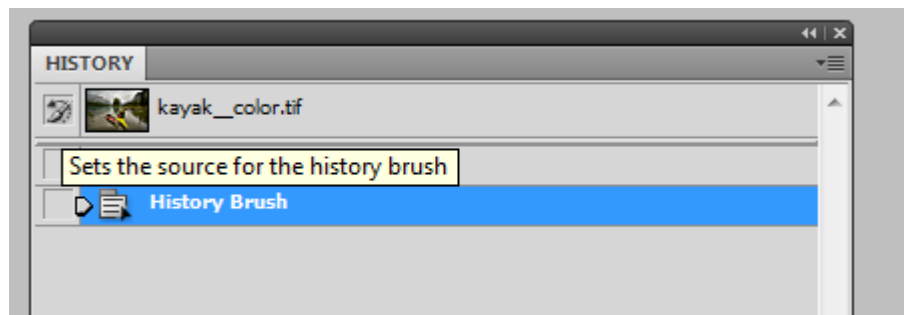 HISTORY
kayak__color.tif
Sets the source for the history brush
History Brush